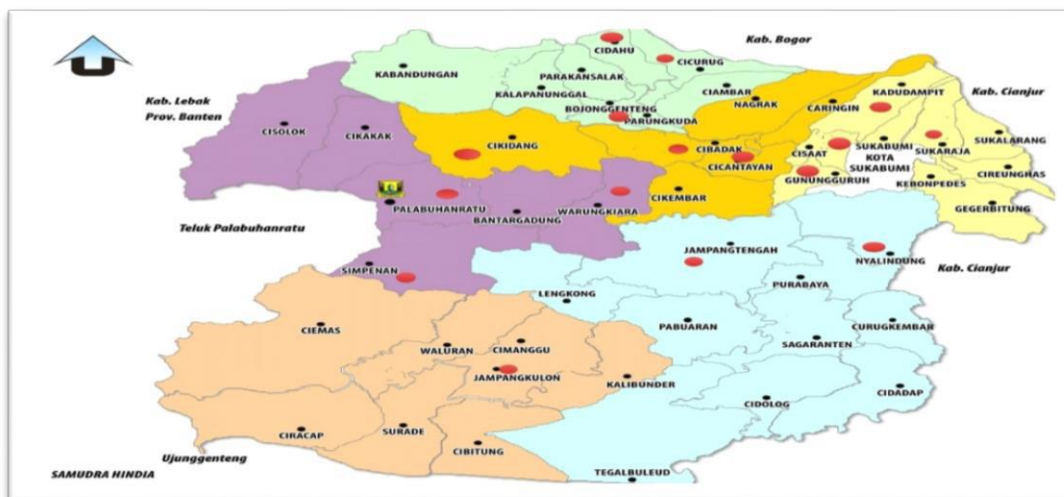 Kab. Bogor
CIDAHU
CICURUG
KABANDUNGAN
PARAKANSALAK
KALAPANUNGGAL
CIAMBAR
KADUDAMPIT
Kab. Cianjur
Kab. Lebak
Prov. Banten
BOJONGGENTENG
NAGRAK
CARINGIN
PARUNGKUDA
CISOLOK
CIKAKAK
CIKIDANG
CIBADAK
CISAAT
SUKABUMI
KOTA
SUKABUMI
SUKARAJA
SUKALARANG
CICANTAYAN
CIREUNGHAS
GUNUNGGURUH
KEBONPEDES
CIKEMBAR
GEGERBITUNG
PALABUHANRATU
BANTARGADUNG
WARUNGKIARA
Teluk Palabuhanratu
JAMPANGTENGAH
NYALINDUNG
Kab. Cianjur
SIMPENAN
PURABAYA
LENGKONG
CIEMAS
PABUARAN
CURUGKEMBAR
WALURAN
CIMANGGU
SAGARANTEN
JAMPANGKULON
KALIBUNDER
CIDADAP
CIDOLOG
CIRACAP
SURADE
CIBITUNG
Ujunggenteng
SAMUDRA HINDIA
TEGALBULEUD